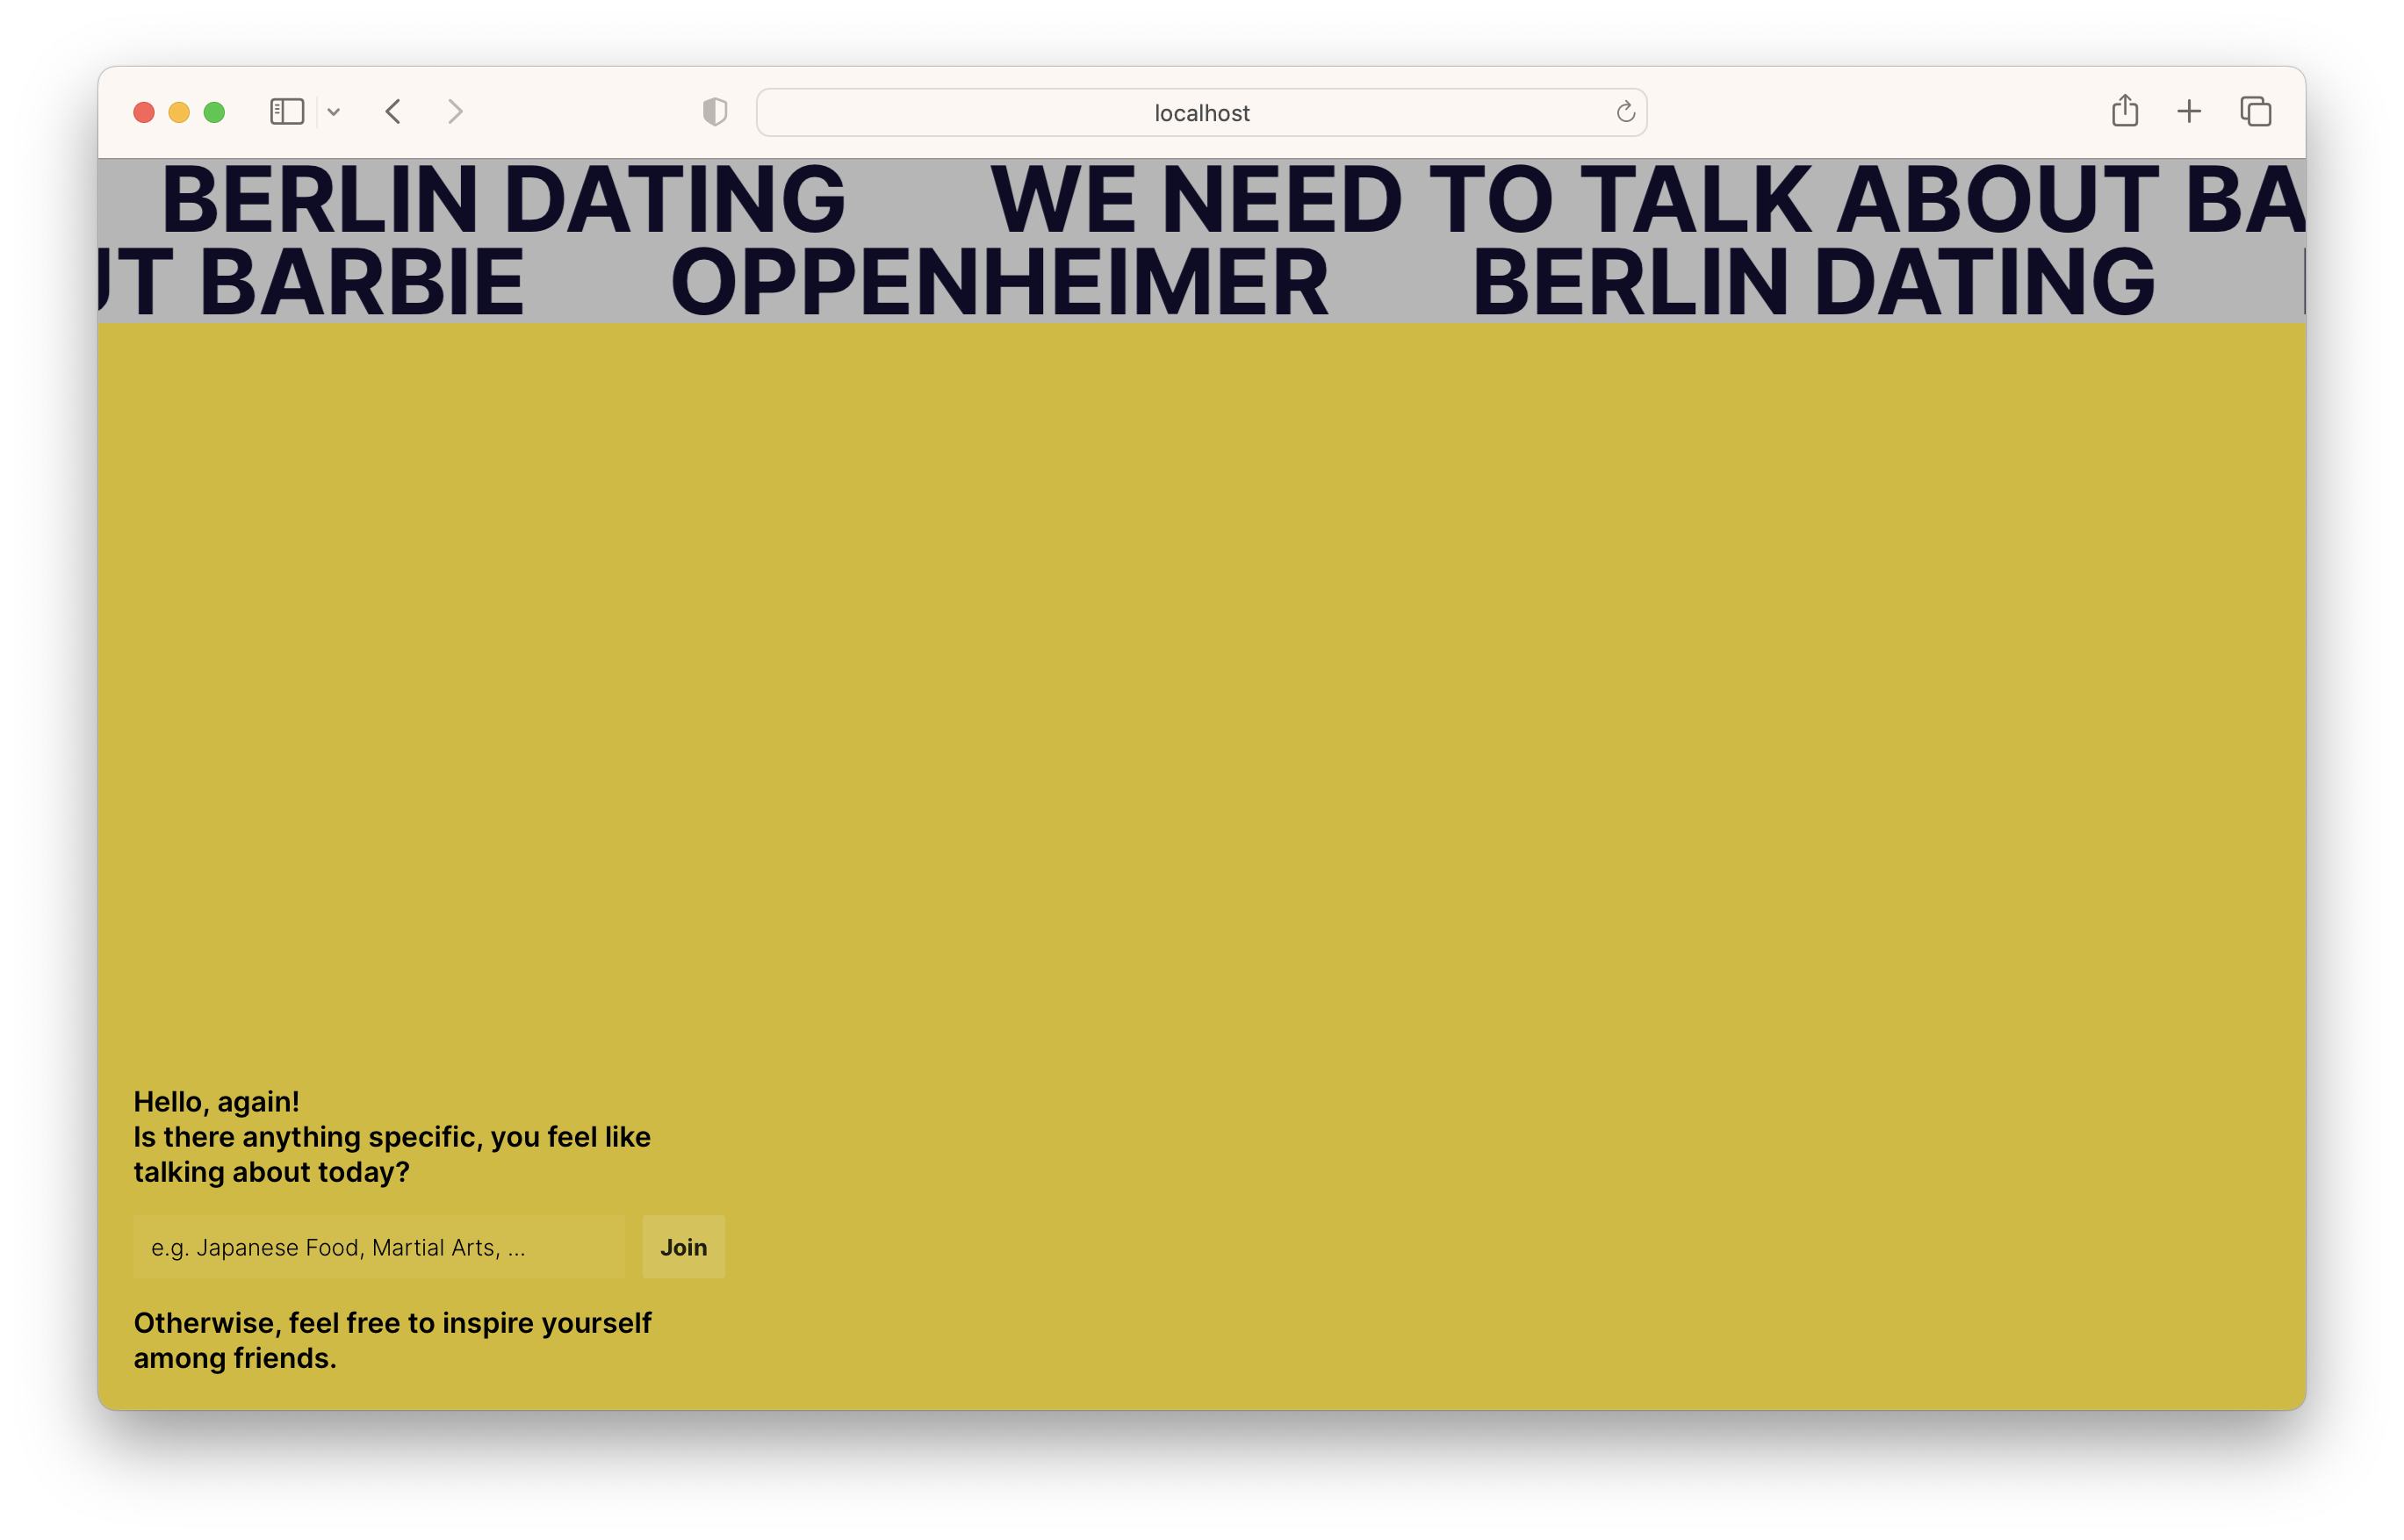 localhost
BERLIN DATING WE NEED TO TALK ABOUT BA
UT BARBIE OPPENHEIMER BERLIN DATING
Hello, again!
Is there anything specific, you feel like
talking about today?
e.g. Japanese Food, Martial Arts, ...
Join
Otherwise, feel free to inspire yourself
among friends.